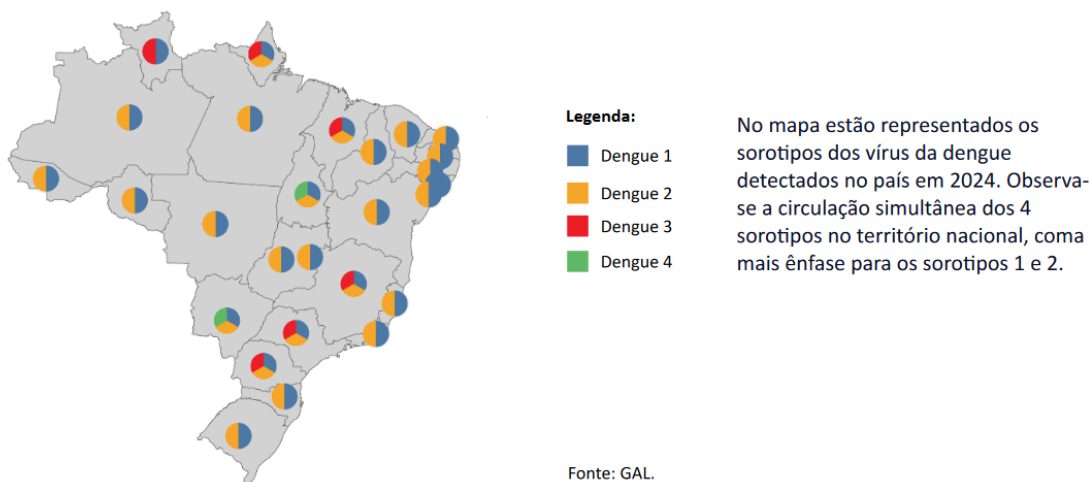 Legenda:
Dengue 1
Dengue 2
Dengue 3
Dengue 4
No mapa estão representados os
sorotipos dos vírus da dengue
detectados no país em 2024. Observa-
se a circulação simultânea dos 4
sorotipos no território nacional, coma
mais ênfase para os sorotipos 1 e 2.
Fonte: GAL.